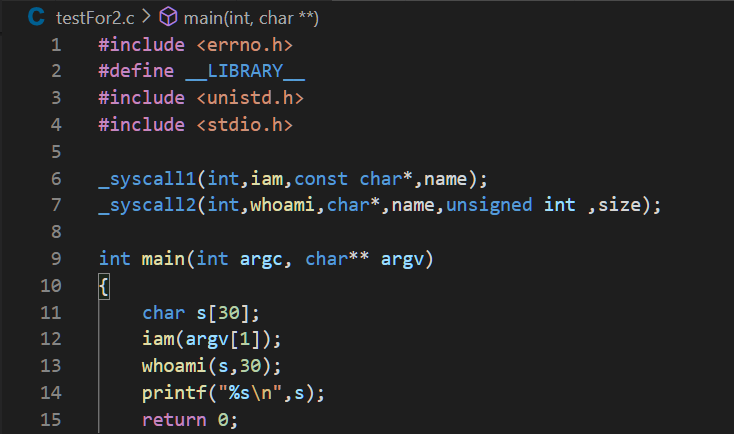 C testFor2.c > main(int, char **)
1 #include <errno.h>
2 #define __LIBRARY__
3 #include <unistd.h>
4 #include <stdio.h>
5
6 _syscall1(int,iam,const char*,name);
7 _syscall2(int,whoami,char*,name,unsigned int ,size);
8
9 int main(int argc, char** argv)
10 {
11     char s[30];
12     iam(argv[1]);
13     whoami(s,30);
14     printf("%s\n",s);
15     return 0;